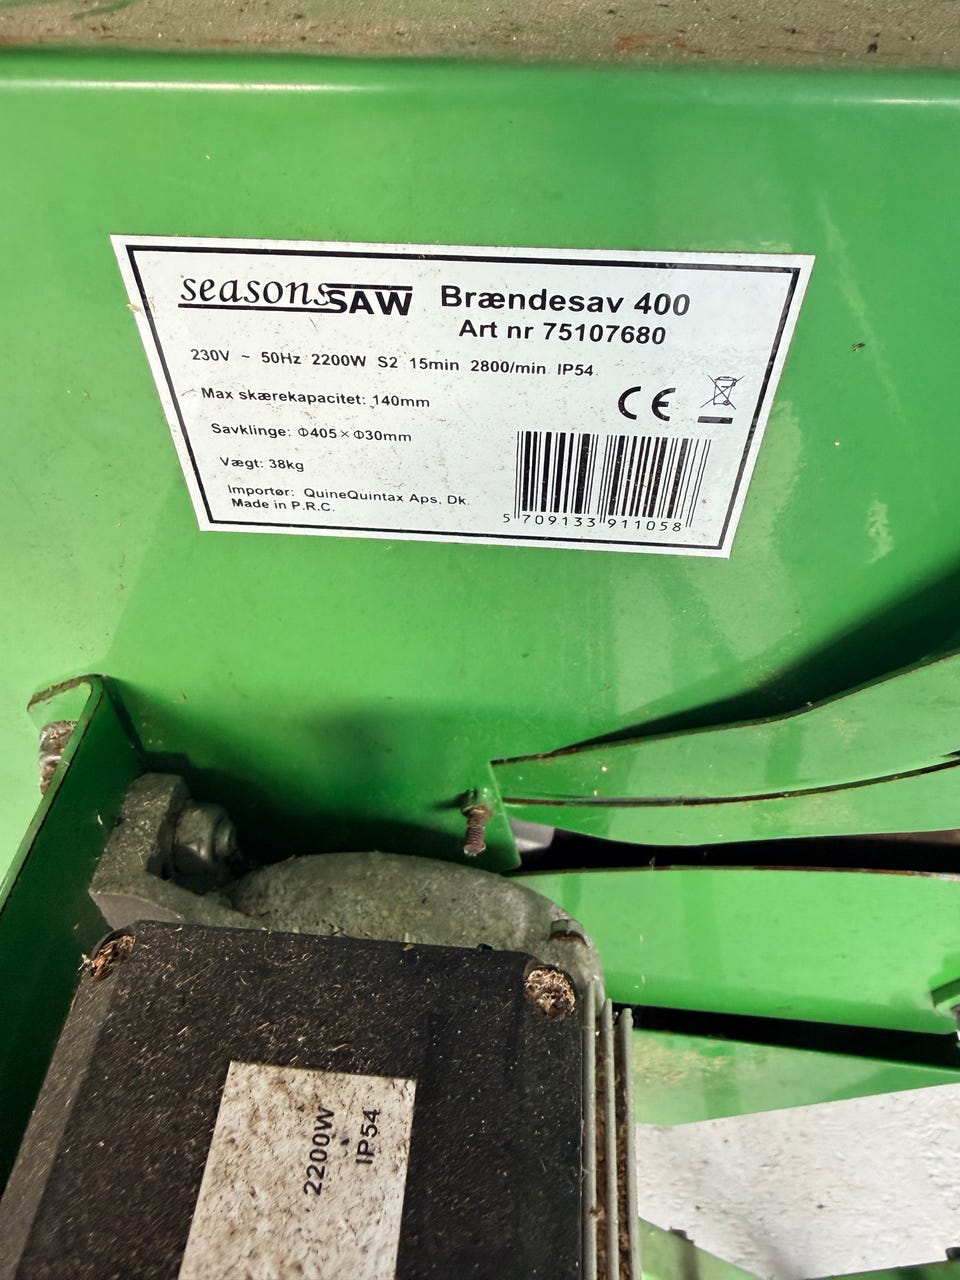 seasonsSAW
Brændesav 400
Art nr 75107680
230V ~ 50Hz 2200W S2 15min 2800/min IP54
Max skærekapacitet: 140mm
Savklinge: Φ405×Φ30mm
Vægt: 38kg
Importør: QuineQuintax Aps, Dk.
Made in P.R.C.
CE
5 709133 911058
2200W
IP54